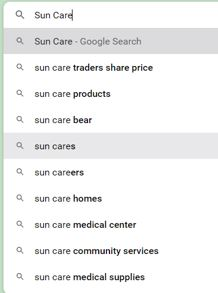 Sun Care
Sun Care - Google Search
sun care traders share price
sun care products
sun care bear
sun cares
sun careers
sun care homes
sun care medical center
sun care community services
sun care medical supplies